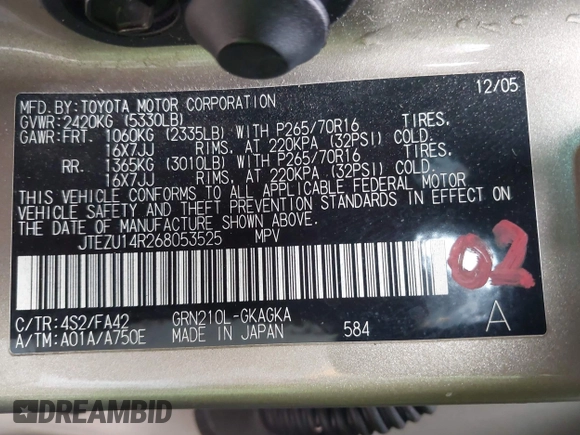 12/05
MFD.BY:TOYOTA MOTOR CORPORATION
GVWR:2420KG (5330LB)
GAWR:FRT. 1060KG (2335LB) WITH P265/70R16 TIRES.
16X7JJ RIMS. AT 220KPA (32PSI) COLD.
RR. 1365KG (3010LB) WITH P265/70R16 TIRES.
16X7JJ RIMS. AT 220KPA (32PSI) COLD.
THIS VEHICLE CONFORMS TO ALL APPLICABLE FEDERAL MOTOR
VEHICLE SAFETY AND THEFT PREVENTION STANDARDS IN EFFECT ON
THE DATE OF MANUFACTURE SHOWN ABOVE.
JTEZU14R268053525 MPV
02
C/TR:4S2/FA42 GRN210L-GKAGKA
A/TM:A01A/A750E MADE IN JAPAN 584 A
DREAMBID